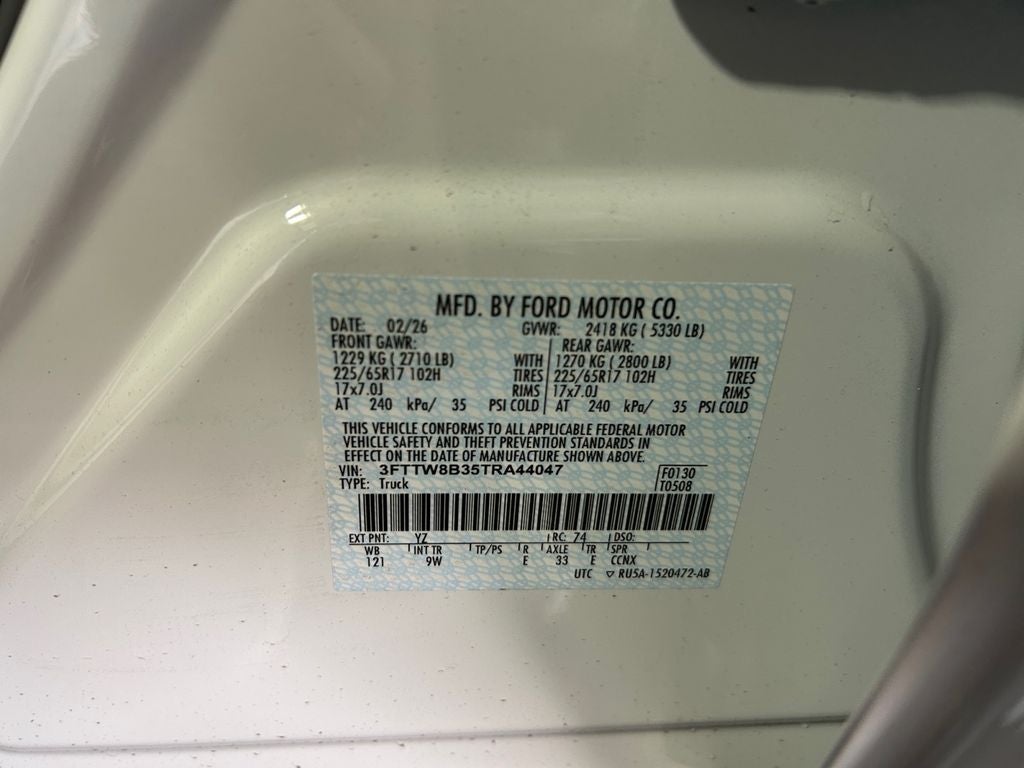 MFD. BY FORD MOTOR CO.
DATE: 02/26 GVWR: 2418 KG ( 5330 LB)
FRONT GAWR: REAR GAWR:
1229 KG ( 2710 LB) WITH 1270 KG ( 2800 LB) WITH
225/65R17 102H TIRES 225/65R17 102H TIRES
17x7.0J RIMS 17x7.0J RIMS
AT 240 kPa/ 35 PSI COLD AT 240 kPa/ 35 PSI COLD
THIS VEHICLE CONFORMS TO ALL APPLICABLE FEDERAL MOTOR
VEHICLE SAFETY AND THEFT PREVENTION STANDARDS IN
EFFECT ON THE DATE OF MANUFACTURE SHOWN ABOVE.
VIN: 3FTTW8B35TRA44047 F0130
TYPE: Truck T0508
EXT PNT: YZ RC: 74 DSO:
WB INT TR TP/PS R AXLE TR SPR
121 9W E 33 E CCNX
UTC ▽ RU5A-1520472-AB